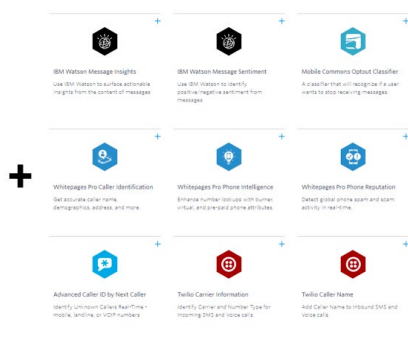 IBM Watson Message Insights
Use IBM Watson to surface actionable
insights from the content of messages
IBM Watson Message Sentiment
Use IBM Watson to identify
positive/negative sentiment from
messages
Mobile Commons Optout Classifier
A classifier that will recognize if a user
wants to stop receiving messages.
Whitepages Pro Caller Identification
Get accurate caller name,
demographics, address, and more.
Whitepages Pro Phone Intelligence
Enhance number lookups with burner,
virtual, and pre-paid phone attributes.
Whitepages Pro Phone Reputation
Detect global phone spam and scam
activity in real-time.
Advanced Caller ID by Next Caller
Identify Unknown Callers Real-Time -
mobile, landline, or VOIP numbers
Twilio Carrier Information
Identify Carrier and Number Type for
Incoming SMS and voice calls.
Twilio Caller Name
Add Caller Name to Inbound SMS and
Voice calls.